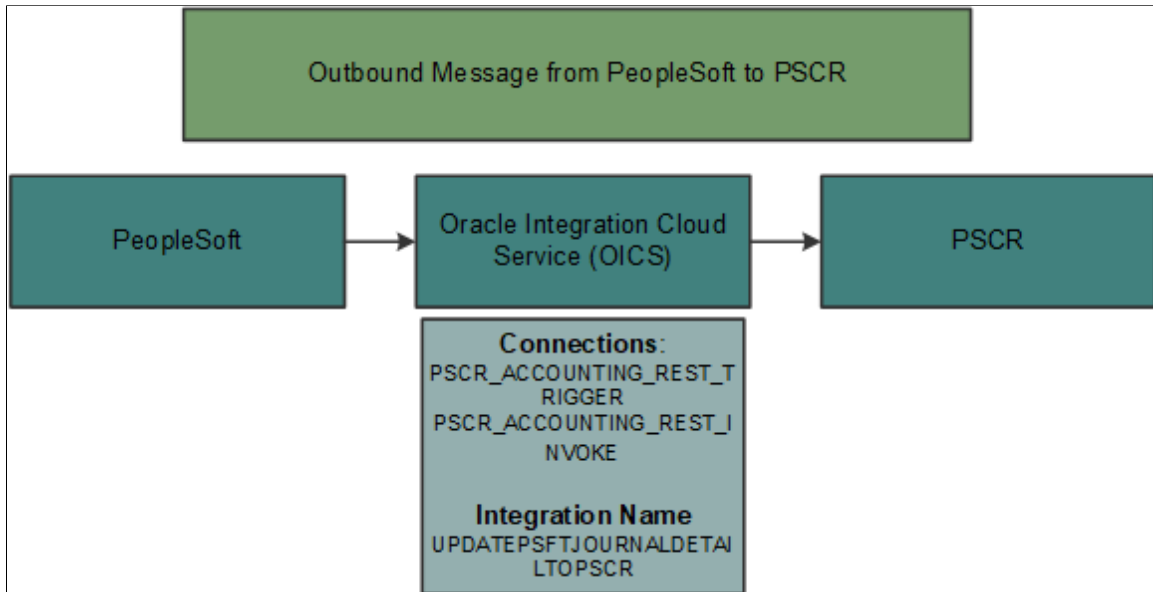 Outbound Message from PeopleSoft to PSCR
PeopleSoft
Oracle Integration Cloud
Service (OICS)
PSCR
Connections:
PSCR_ACCOUNTING_REST_T
RIGGER
PSCR_ACCOUNTING_REST_I
NVOKE
Integration Name
UPDATEPSFTJOURNALDETAI
LTOPSCR